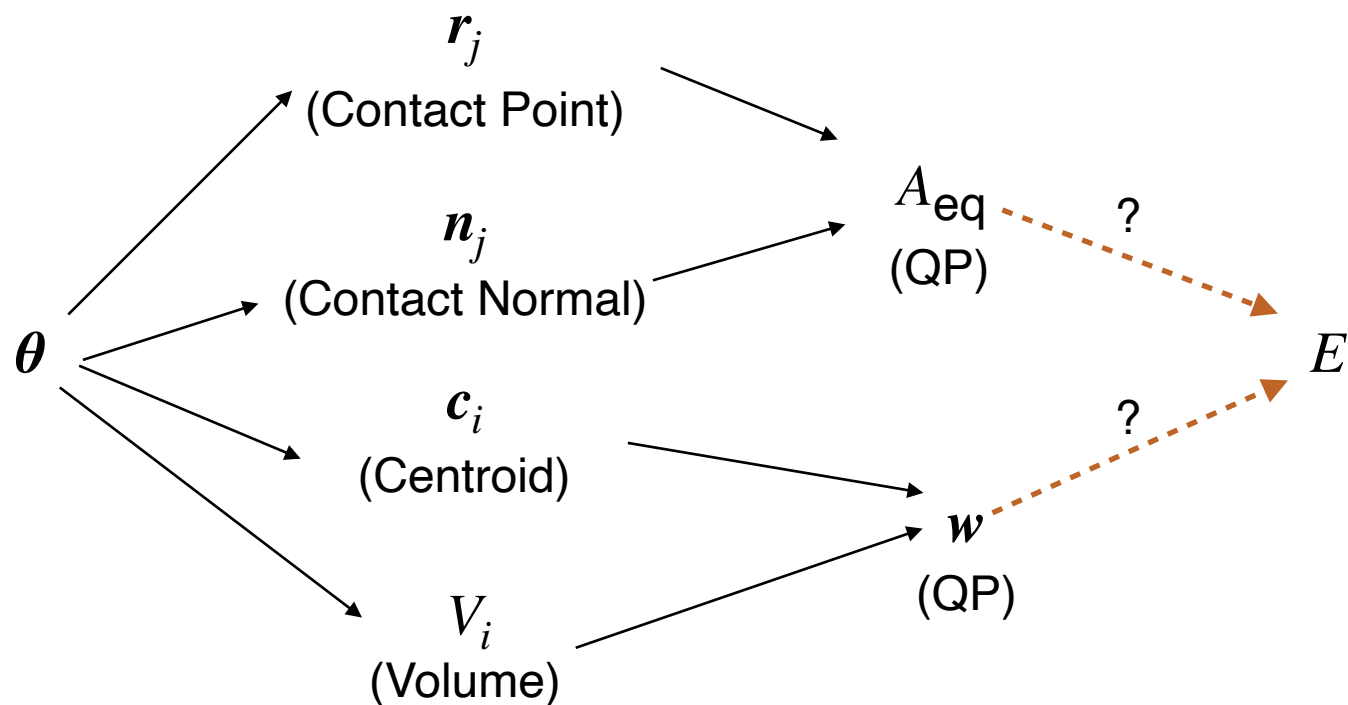 r_j
(Contact Point)
A_eq
(QP)
?
n_j
(Contact Normal)
θ
E
c_i
(Centroid)
?
w
(QP)
V_i
(Volume)